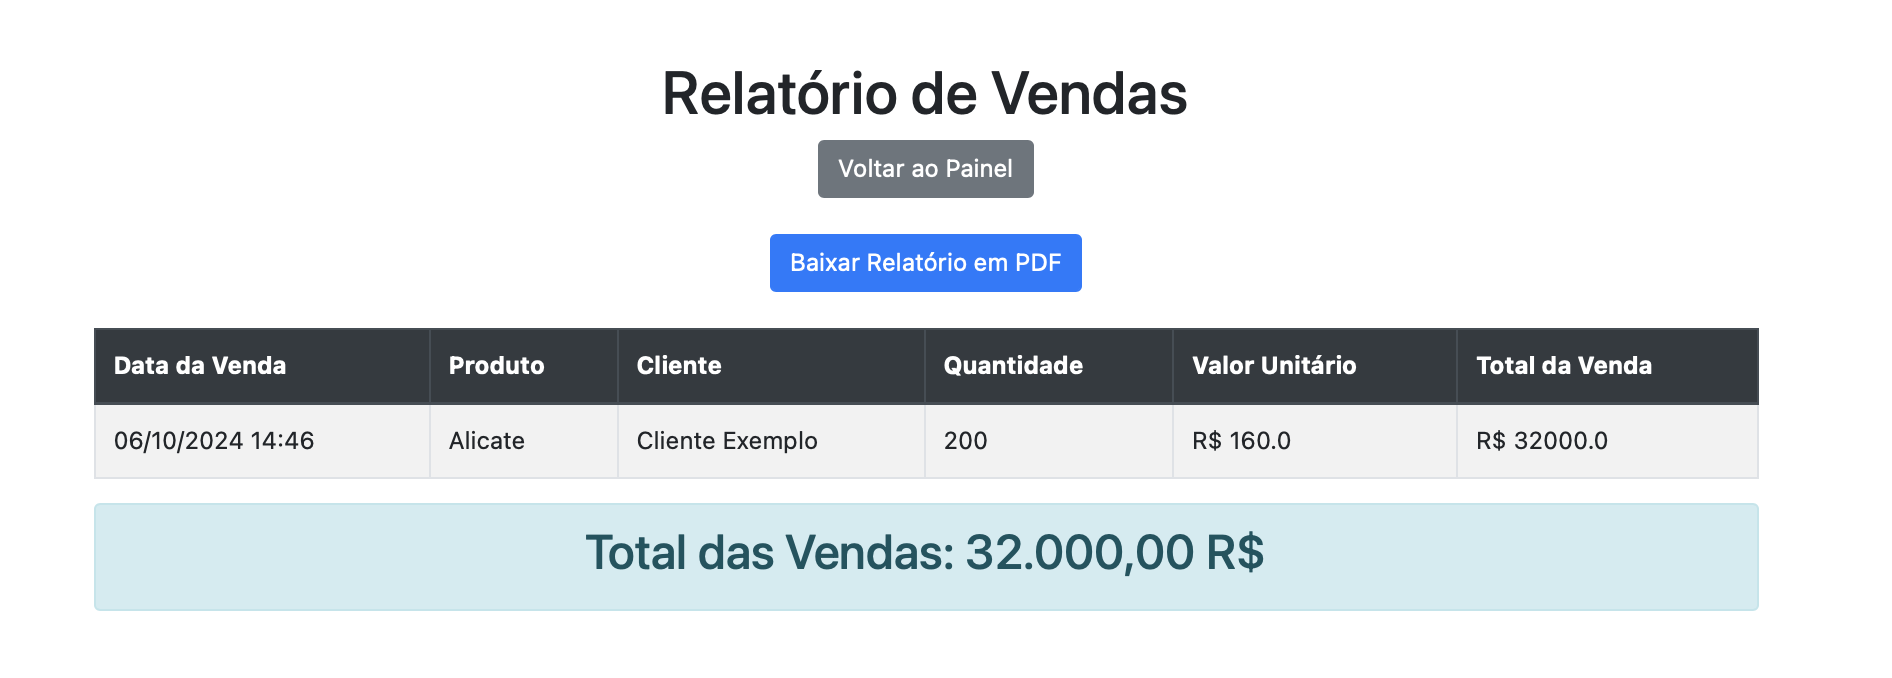 Relatório de Vendas
Voltar ao Painel
Baixar Relatório em PDF
Data da Venda Produto Cliente Quantidade Valor Unitário Total da Venda
06/10/2024 14:46 Alicate Cliente Exemplo 200 R$ 160.0 R$ 32000.0
Total das Vendas: 32.000,00 R$